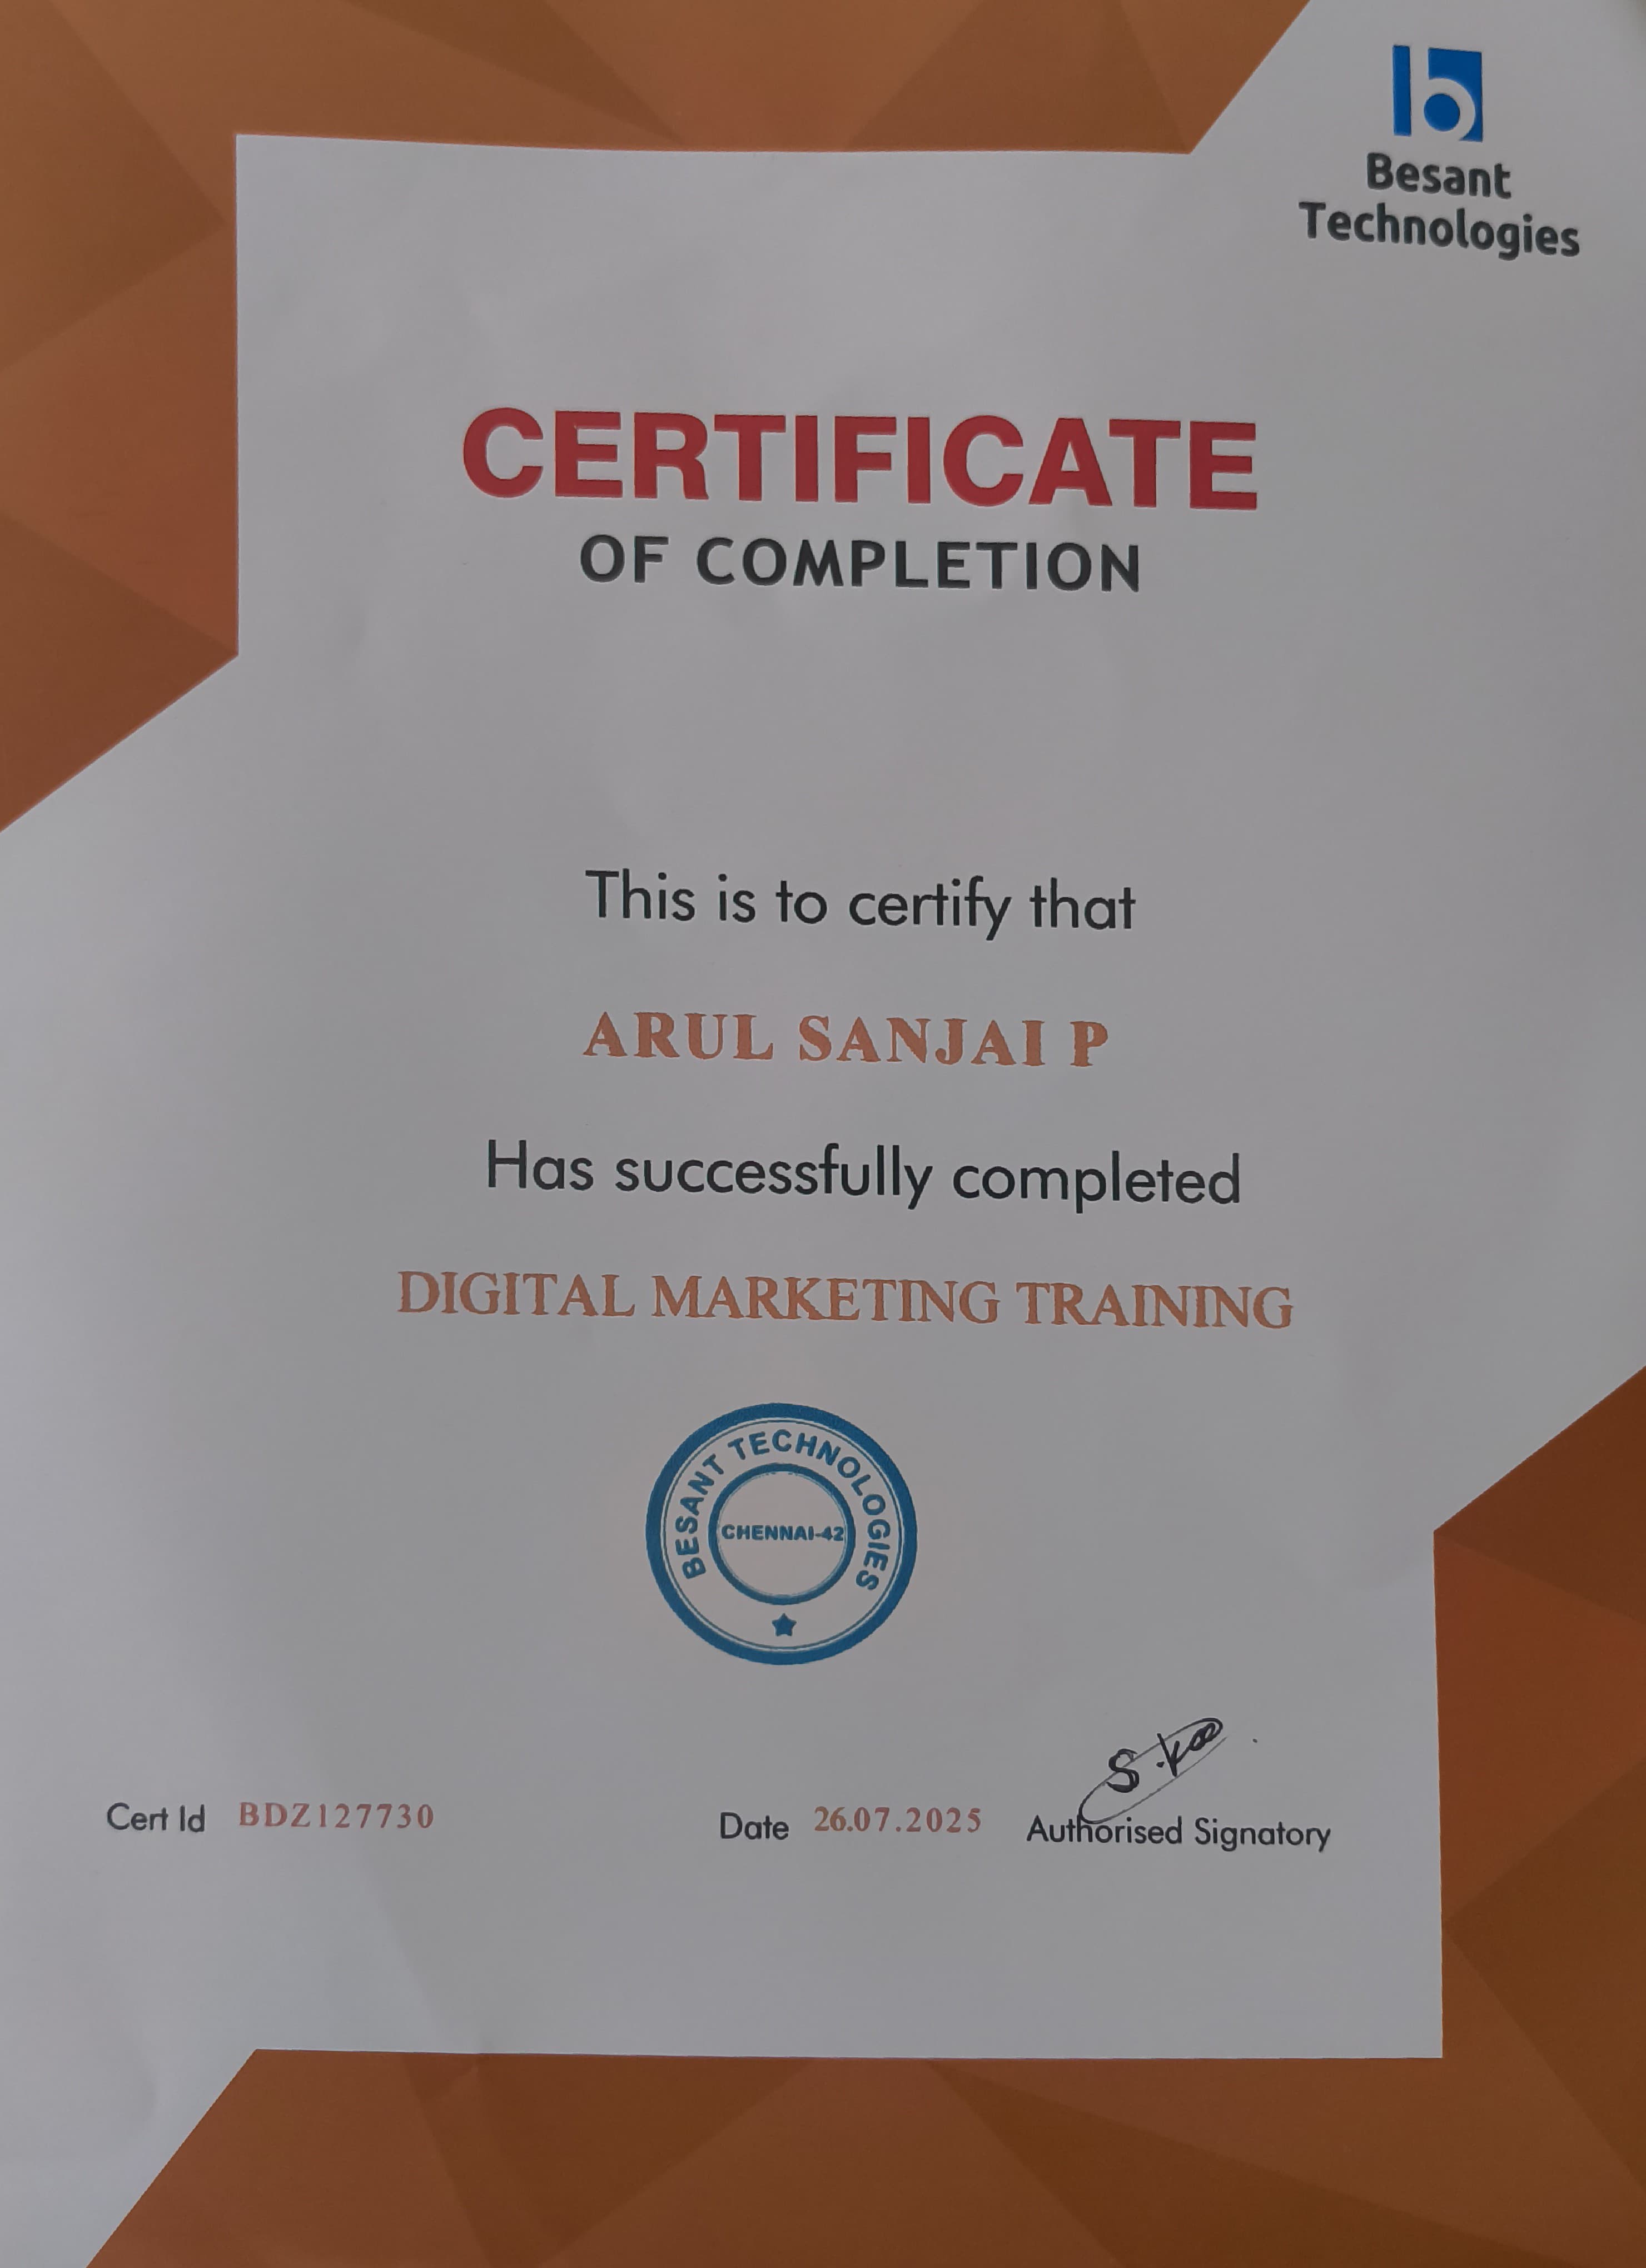 Besant
Technologies
CERTIFICATE
OF COMPLETION
This is to certify that
ARUL SANJAI P
Has successfully completed
DIGITAL MARKETING TRAINING
BESANT TECHNOLOGIES
CHENNAI-42
Cert Id BDZ127730
Date 26.07.2025
Authorised Signatory